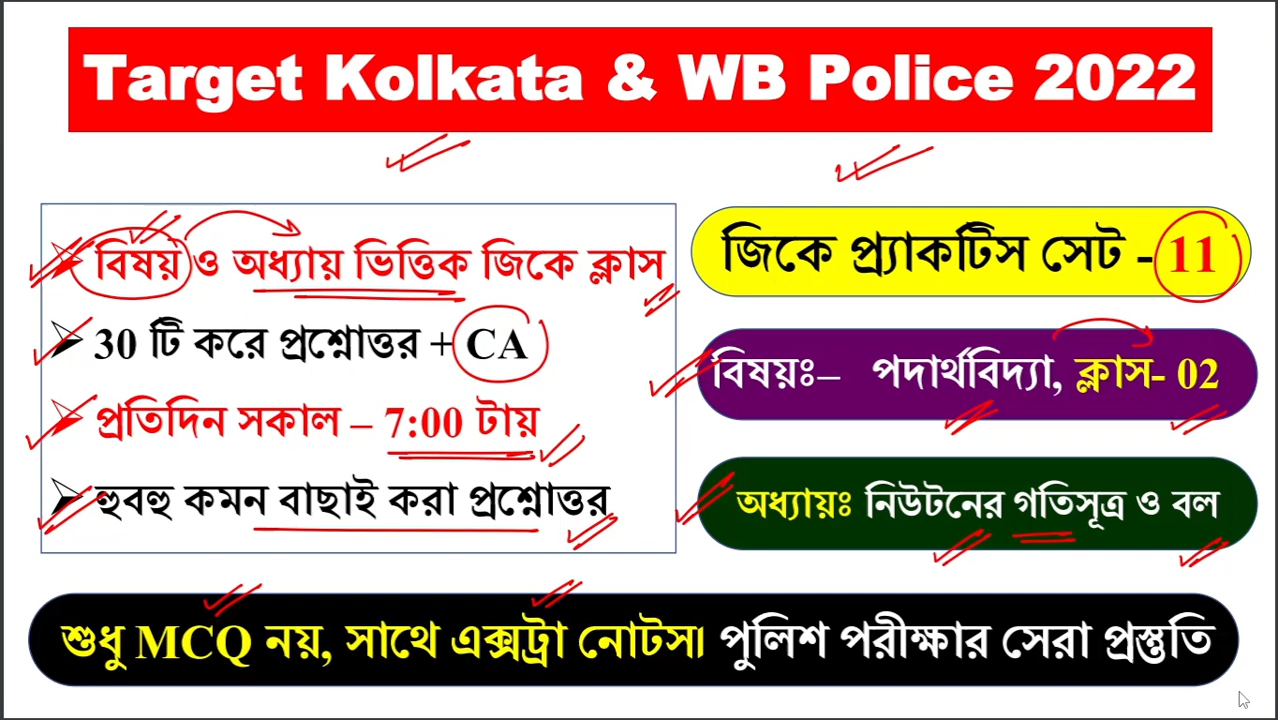 Target Kolkata & WB Police 2022
বিষয় ও অধ্যায় ভিত্তিক জিকে ক্লাস
30 টি করে প্রশ্নোত্তর + CA
প্রতিদিন সকাল – 7:00 টায়
হুবহু কমন বাছাই করা প্রশ্নোত্তর
জিকে প্র্যাকটিস সেট - 11
বিষয়ঃ– পদার্থবিদ্যা, ক্লাস- 02
অধ্যায়ঃ নিউটনের গতিসূত্র ও বল
শুধু MCQ নয়, সাথে এক্সট্রা নোটস। পুলিশ পরীক্ষার সেরা প্রস্তুতি